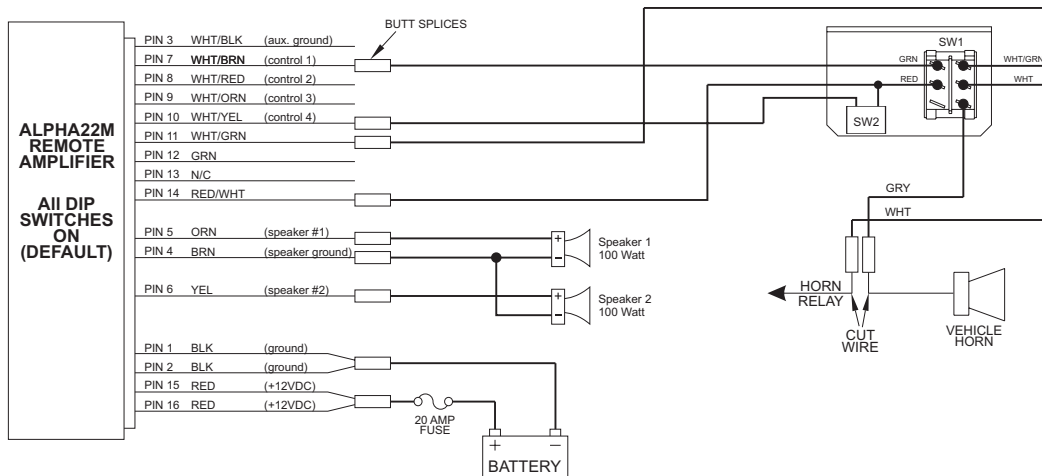 BUTT SPLICES
PIN 3 WHT/BLK (aux. ground)
PIN 7 WHT/BRN (control 1)
PIN 8 WHT/RED (control 2)
PIN 9 WHT/ORN (control 3)
PIN 10 WHT/YEL (control 4)
PIN 11 WHT/GRN
PIN 12 GRN
PIN 13 N/C
PIN 14 RED/WHT
PIN 5 ORN (speaker #1)
PIN 4 BRN (speaker ground)
PIN 6 YEL (speaker #2)
PIN 1 BLK (ground)
PIN 2 BLK (ground)
PIN 15 RED (+12VDC)
PIN 16 RED (+12VDC)
ALPHA22M
REMOTE
AMPLIFIER
All DIP
SWITCHES
ON
(DEFAULT)
+
−
Speaker 1
100 Watt
+
−
Speaker 2
100 Watt
20 AMP
FUSE
+ −
BATTERY
SW1
GRN WHT/GRN
RED WHT
SW2
GRY
WHT
HORN
RELAY
CUT
WIRE
VEHICLE
HORN